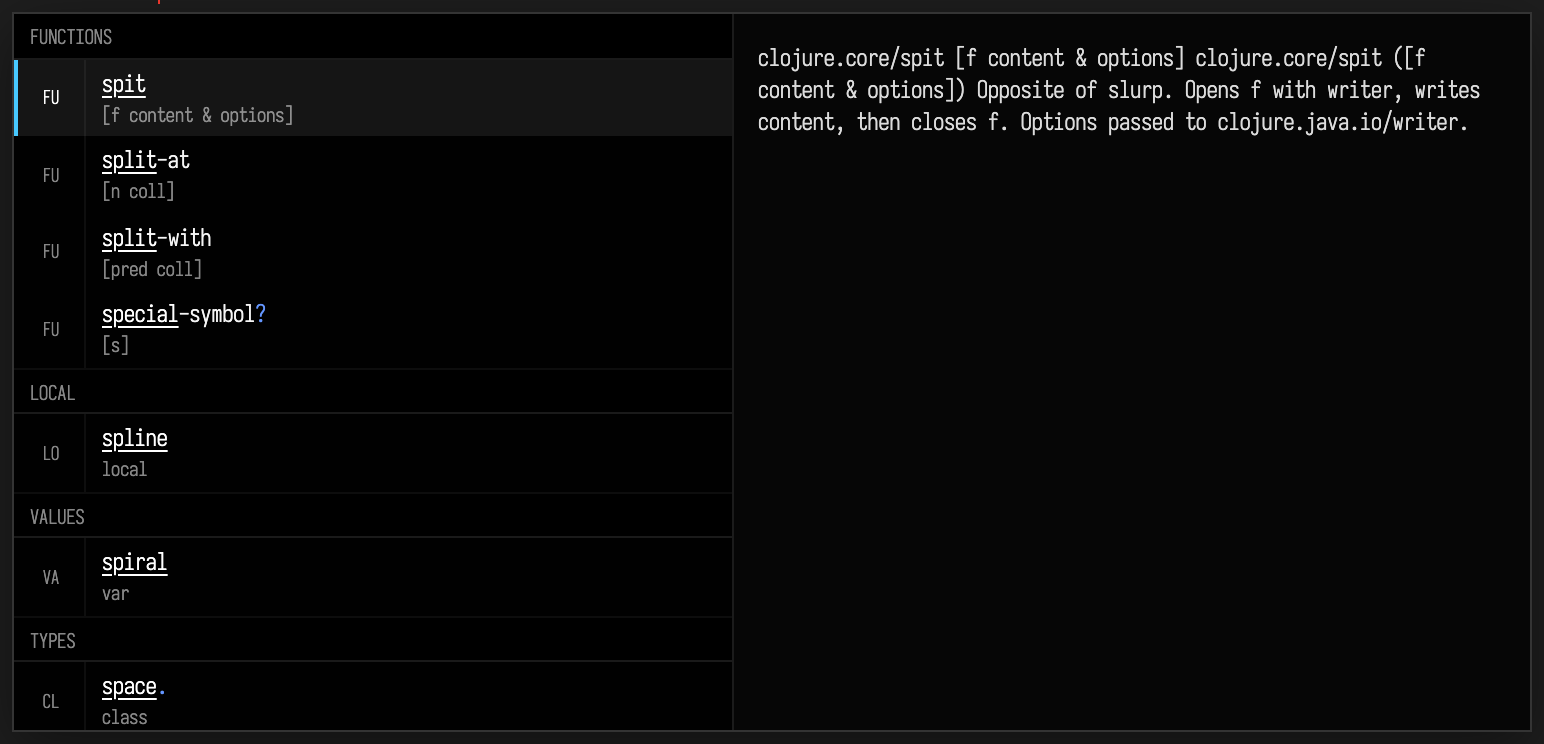 FUNCTIONS
FU
spit
[f content & options]
FU
split-at
[n coll]
FU
split-with
[pred coll]
FU
special-symbol?
[s]
LOCAL
LO
spline
local
VALUES
VA
spiral
var
TYPES
CL
space.
class
clojure.core/spit [f content & options] clojure.core/spit ([f
content & options]) Opposite of slurp. Opens f with writer, writes
content, then closes f. Options passed to clojure.java.io/writer.